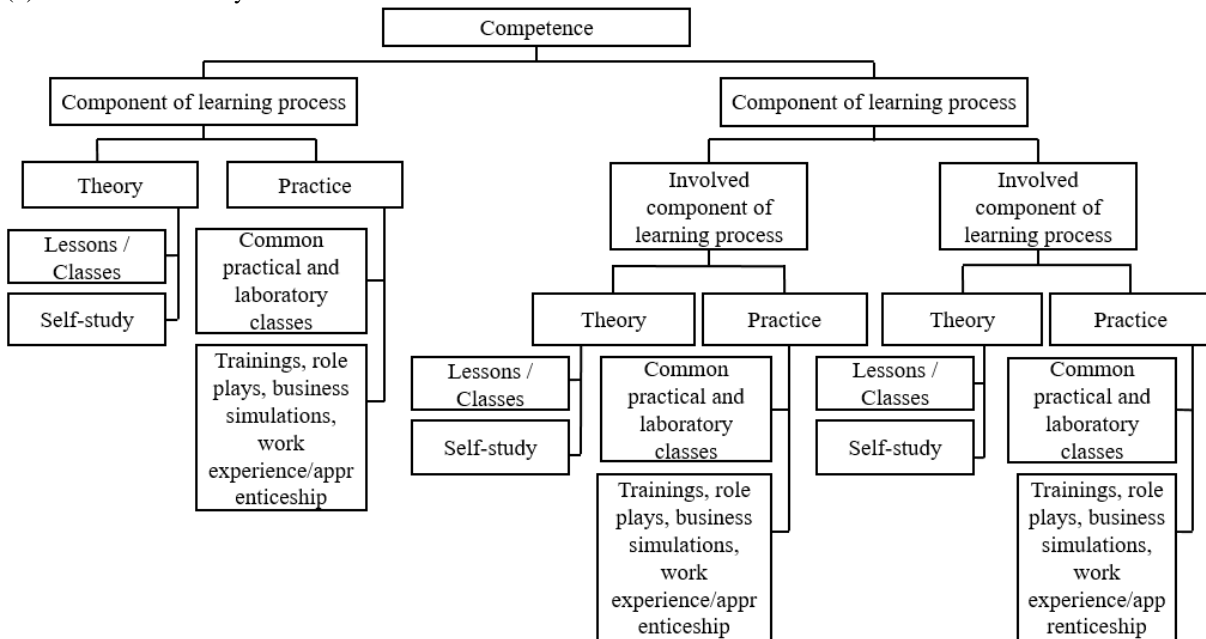 Competence
Component of learning process
Component of learning process
Theory
Practice
Involved
component of
learning process
Involved
component of
learning process
Lessons /
Classes
Common
practical and
laboratory
classes
Self-study
Theory
Practice
Theory
Practice
Trainings, role
plays, business
simulations,
work
experience/appr
enticeship
Lessons /
Classes
Common
practical and
laboratory
classes
Lessons /
Classes
Common
practical and
laboratory
classes
Self-study
Self-study
Trainings, role
plays, business
simulations,
work
experience/appr
enticeship
Trainings, role
plays, business
simulations,
work
experience/app
renticeship